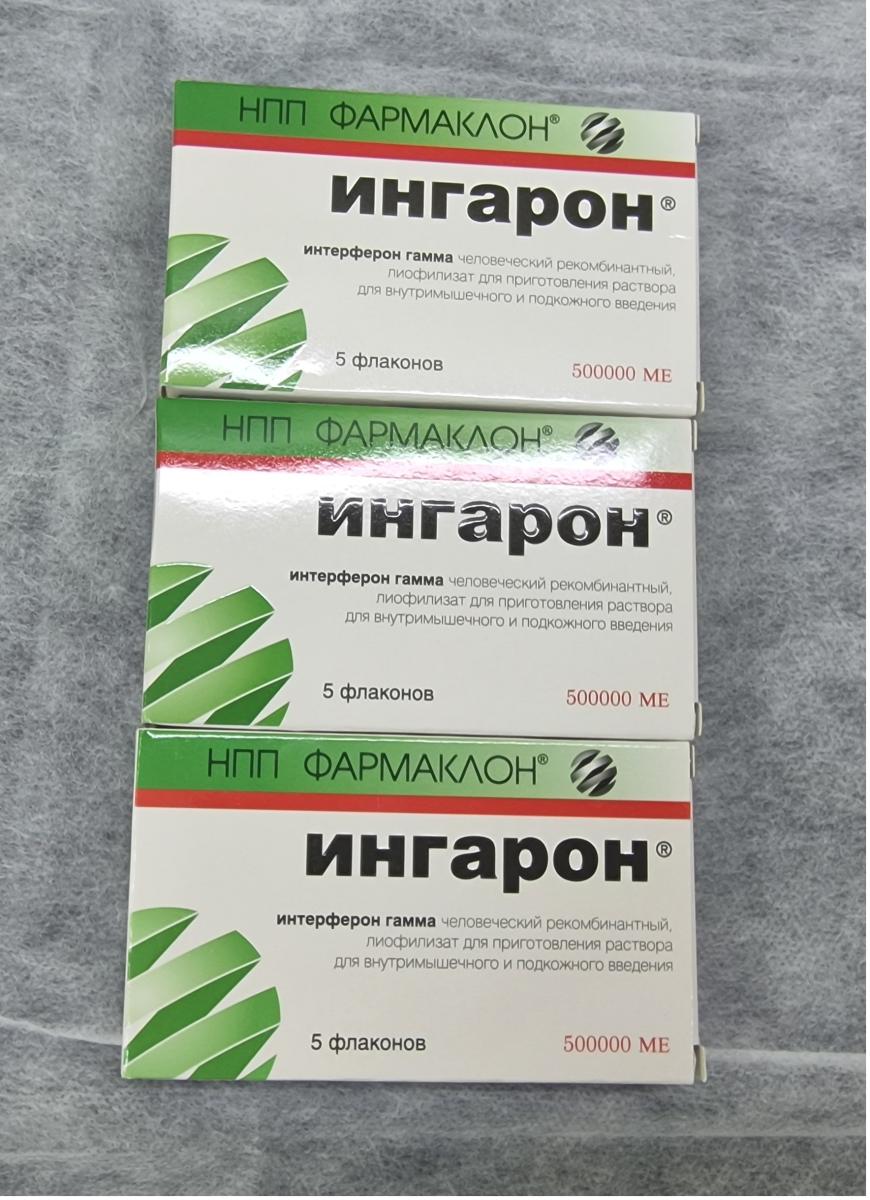 НПП ФАРМАКЛОН®
ингарон®
интерферон гамма человеческий рекомбинантный,
лиофилизат для приготовления раствора
для внутримышечного и подкожного введения
5 флаконов 500000 МЕ
НПП ФАРМАКЛОН®
ингарон®
интерферон гамма человеческий рекомбинантный,
лиофилизат для приготовления раствора
для внутримышечного и подкожного введения
5 флаконов 500000 МЕ
НПП ФАРМАКЛОН®
ингарон®
интерферон гамма человеческий рекомбинантный,
лиофилизат для приготовления раствора
для внутримышечного и подкожного введения
5 флаконов 500000 МЕ